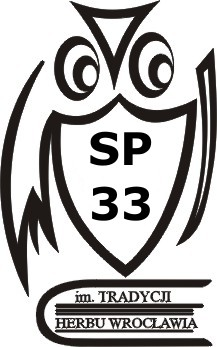 SP
33
im. TRADYCJI
HERBU WROCŁAWIA